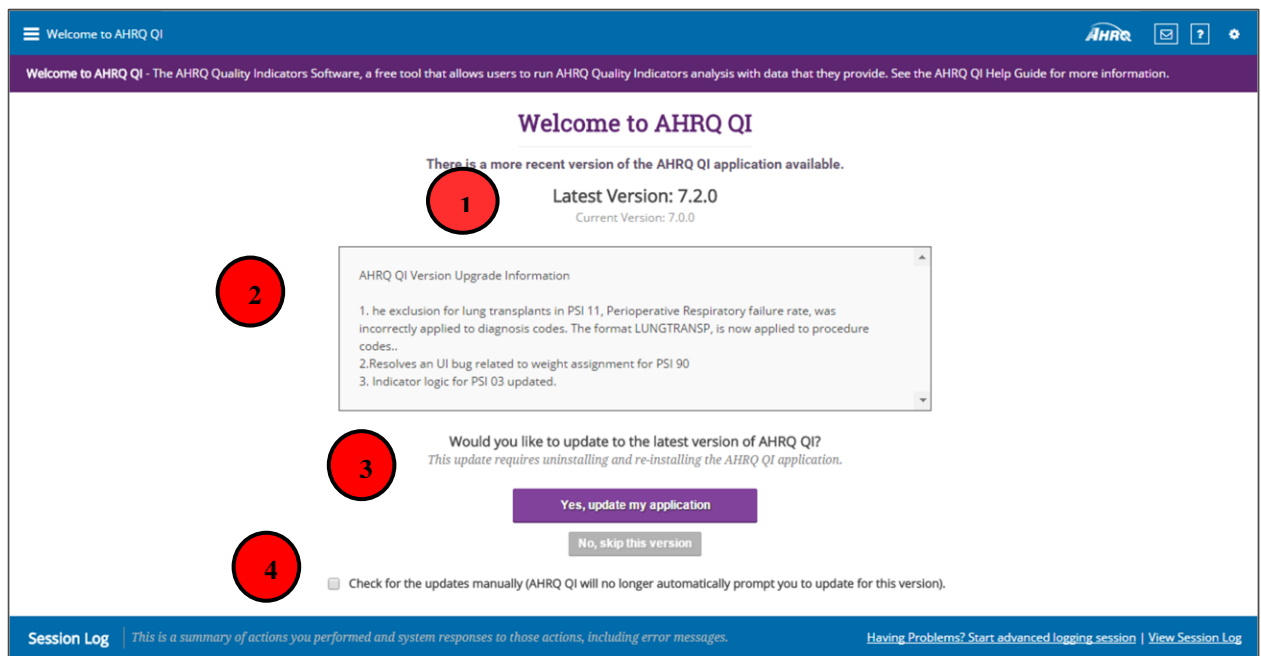 Welcome to AHRQ QI
AHRQ
?
Welcome to AHRQ QI - The AHRQ Quality Indicators Software, a free tool that allows users to run AHRQ Quality Indicators analysis with data that they provide. See the AHRQ QI Help Guide for more information.
Welcome to AHRQ QI
There is a more recent version of the AHRQ QI application available.
1
Latest Version: 7.2.0
Current Version: 7.0.0
2
AHRQ QI Version Upgrade Information
1. he exclusion for lung transplants in PSI 11, Perioperative Respiratory failure rate, was
incorrectly applied to diagnosis codes. The format LUNGTRANSP, is now applied to procedure
codes..
2.Resolves an UI bug related to weight assignment for PSI 90
3. Indicator logic for PSI 03 updated.
3
Would you like to update to the latest version of AHRQ QI?
This update requires uninstalling and re-installing the AHRQ QI application.
Yes, update my application
No, skip this version
4
Check for the updates manually (AHRQ QI will no longer automatically prompt you to update for this version).
Session Log
This is a summary of actions you performed and system responses to those actions, including error messages.
Having Problems? Start advanced logging session | View Session Log